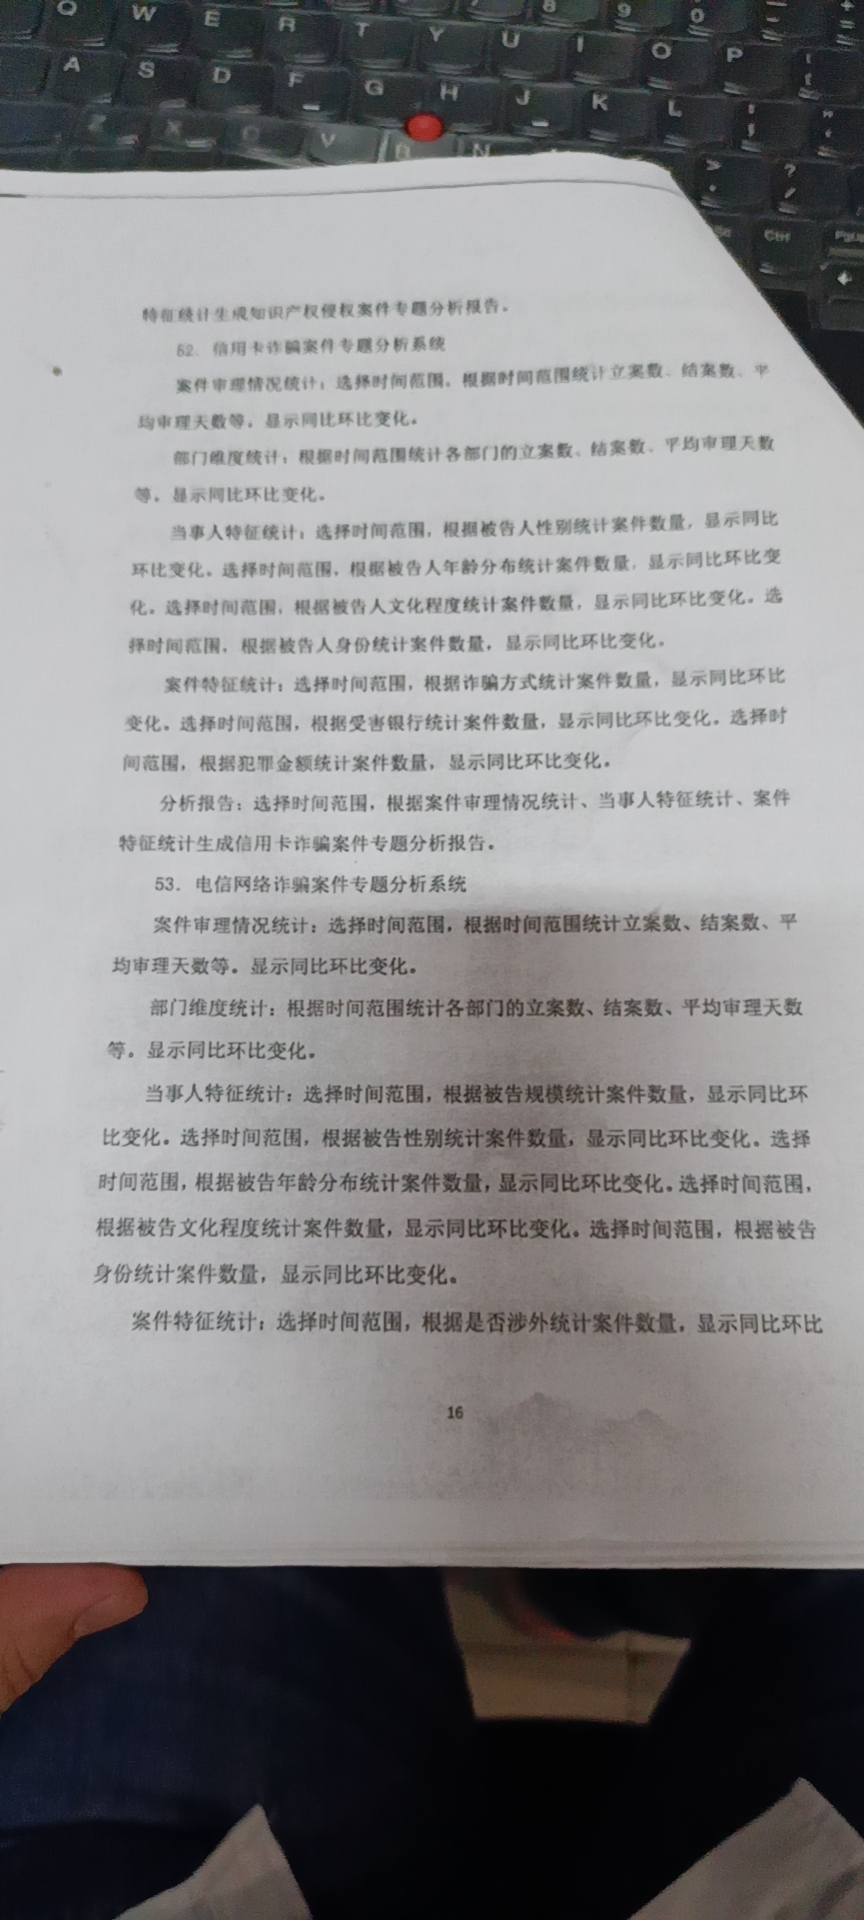 Q W E R T Y U I O P
A S D F G H J K L
Z X C V B N
Ctrl PgUp
特征统计生成知识产权侵权案件专题分析报告。
52. 信用卡诈骗案件专题分析系统
案件审理情况统计：选择时间范围，根据时间范围统计立案数、结案数、平
均审理天数等。显示同比环比变化。
部门维度统计：根据时间范围统计各部门的立案数、结案数、平均审理天数
等。显示同比环比变化。
当事人特征统计：选择时间范围，根据被告人性别统计案件数量，显示同比
环比变化。选择时间范围，根据被告人年龄分布统计案件数量，显示同比环比变
化。选择时间范围，根据被告人文化程度统计案件数量，显示同比环比变化。选
择时间范围，根据被告人身份统计案件数量，显示同比环比变化。
案件特征统计：选择时间范围，根据诈骗方式统计案件数量，显示同比环比
变化。选择时间范围，根据受害银行统计案件数量，显示同比环比变化。选择时
间范围，根据犯罪金额统计案件数量，显示同比环比变化。
分析报告：选择时间范围，根据案件审理情况统计、当事人特征统计、案件
特征统计生成信用卡诈骗案件专题分析报告。
53. 电信网络诈骗案件专题分析系统
案件审理情况统计：选择时间范围，根据时间范围统计立案数、结案数、平
均审理天数等。显示同比环比变化。
部门维度统计：根据时间范围统计各部门的立案数、结案数、平均审理天数
等。显示同比环比变化。
当事人特征统计：选择时间范围，根据被告规模统计案件数量，显示同比环
比变化。选择时间范围，根据被告性别统计案件数量，显示同比环比变化。选择
时间范围，根据被告年龄分布统计案件数量，显示同比环比变化。选择时间范围，
根据被告文化程度统计案件数量，显示同比环比变化。选择时间范围，根据被告
身份统计案件数量，显示同比环比变化。
案件特征统计：选择时间范围，根据是否涉外统计案件数量，显示同比环比
16